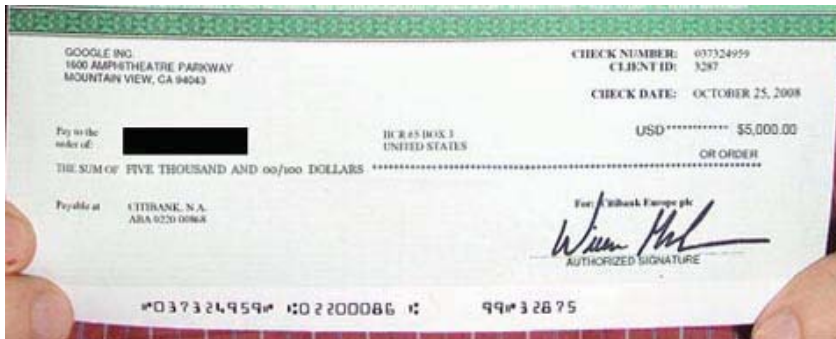 GOOGLE INC.
1600 AMPHITHEATRE PARKWAY
MOUNTAIN VIEW, CA 94043
CHECK NUMBER: 037324959
CLIENT ID: 3287
CHECK DATE: OCTOBER 25, 2008
Pay to the
order of:
HCR 65 BOX 3
UNITED STATES
USD ************ $5,000.00
OR ORDER
THE SUM OF FIVE THOUSAND AND 00/100 DOLLARS
Payable at CITIBANK, N.A.
ABA 0220 00868
For: Citibank Europe plc
AUTHORIZED SIGNATURE
⑈037324959⑈ ⑆02200086 ⑆ 99⑈32875